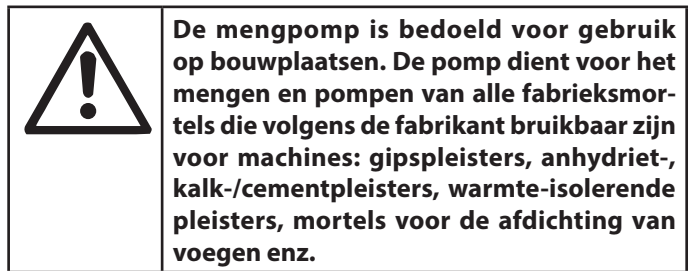 De mengpomp is bedoeld voor gebruik
op bouwplaatsen. De pomp dient voor het
mengen en pompen van alle fabrieksmor-
tels die volgens de fabrikant bruikbaar zijn
voor machines: gipspleisters, anhydriet-,
kalk-/cementpleisters, warmte-isolerende
pleisters, mortels voor de afdichting van
voegen enz.